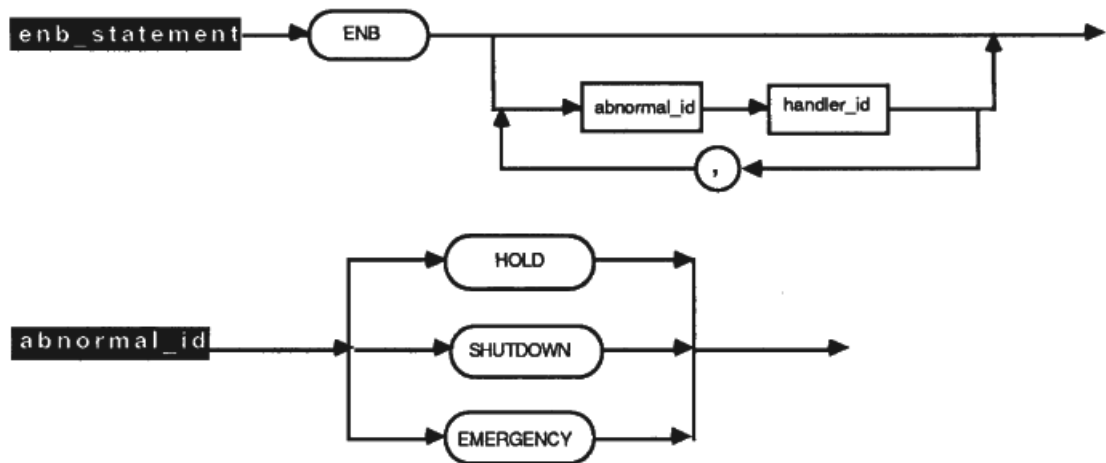 enb_statement ENB
abnormal_id handler_id
,
HOLD
abnormal_id SHUTDOWN
EMERGENCY